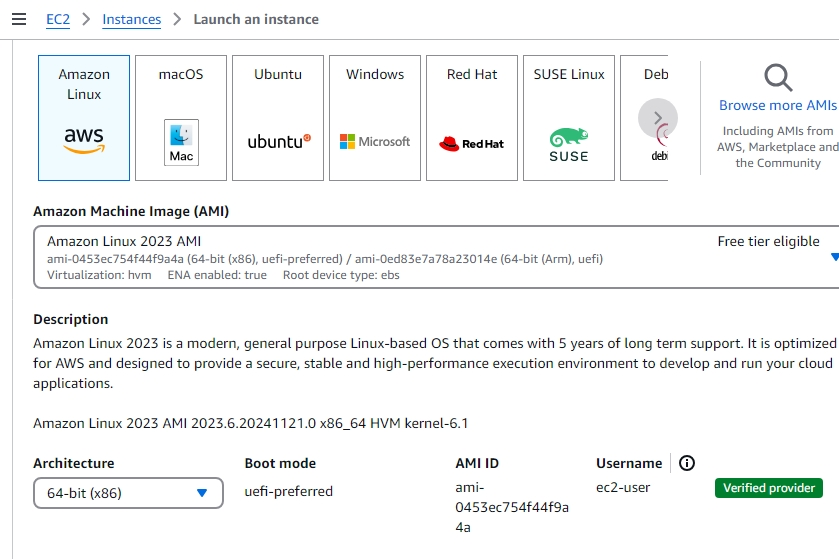 EC2 > Instances > Launch an instance
Amazon Linux
aws
macOS
Mac
Ubuntu
ubuntu
Windows
Microsoft
Red Hat
Red Hat
SUSE Linux
SUSE
Deb
debi
Browse more AMIs
Including AMIs from
AWS, Marketplace and
the Community
Amazon Machine Image (AMI)
Amazon Linux 2023 AMI
Free tier eligible
ami-0453ec754f44f9a4a (64-bit (x86), uefi-preferred) / ami-0ed83e7a78a23014e (64-bit (Arm), uefi)
Virtualization: hvm ENA enabled: true Root device type: ebs
Description
Amazon Linux 2023 is a modern, general purpose Linux-based OS that comes with 5 years of long term support. It is optimized
for AWS and designed to provide a secure, stable and high-performance execution environment to develop and run your cloud
applications.
Amazon Linux 2023 AMI 2023.6.20241121.0 x86_64 HVM kernel-6.1
Architecture
64-bit (x86)
Boot mode
uefi-preferred
AMI ID
ami-
0453ec754f44f9a
4a
Username
ec2-user
Verified provider